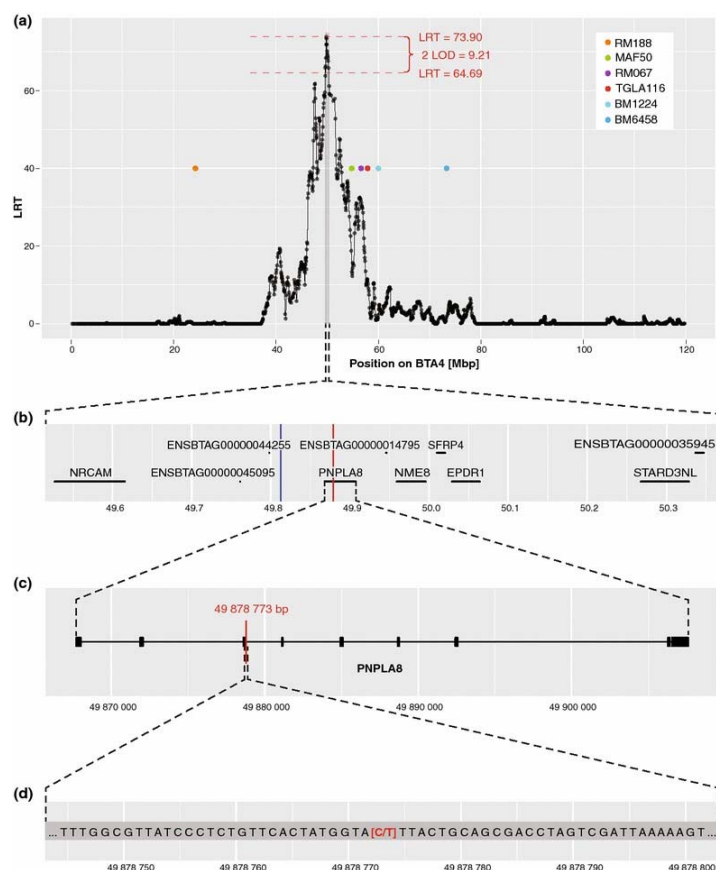 (a)
LRT = 73.90
2 LOD = 9.21
LRT = 64.69
RM188
MAF50
RM067
TGLA116
BM1224
BM6458
60
40
20
0
LRT
0 20 40 60 80 100 120
Position on BTA4 [Mbp]
(b)
ENSBTAG00000044255 ENSBTAG00000014795 SFRP4 ENSBTAG00000035945
NRCAM ENSBTAG00000045095 PNPLA8 NME8 EPDR1 STARD3NL
49.6 49.7 49.8 49.9 50.0 50.1 50.2 50.3
(c)
49 878 773 bp
PNPLA8
49 870 000 49 880 000 49 890 000 49 900 000
(d)
...TTTGGCGTTATCCCTCTGTTCACTATGGTA[C/T]TTACTGCAGCGACCTAGTCGATTAAAAAGT...
49 878 750 49 878 760 49 878 770 49 878 780 49 878 790 49 878 800